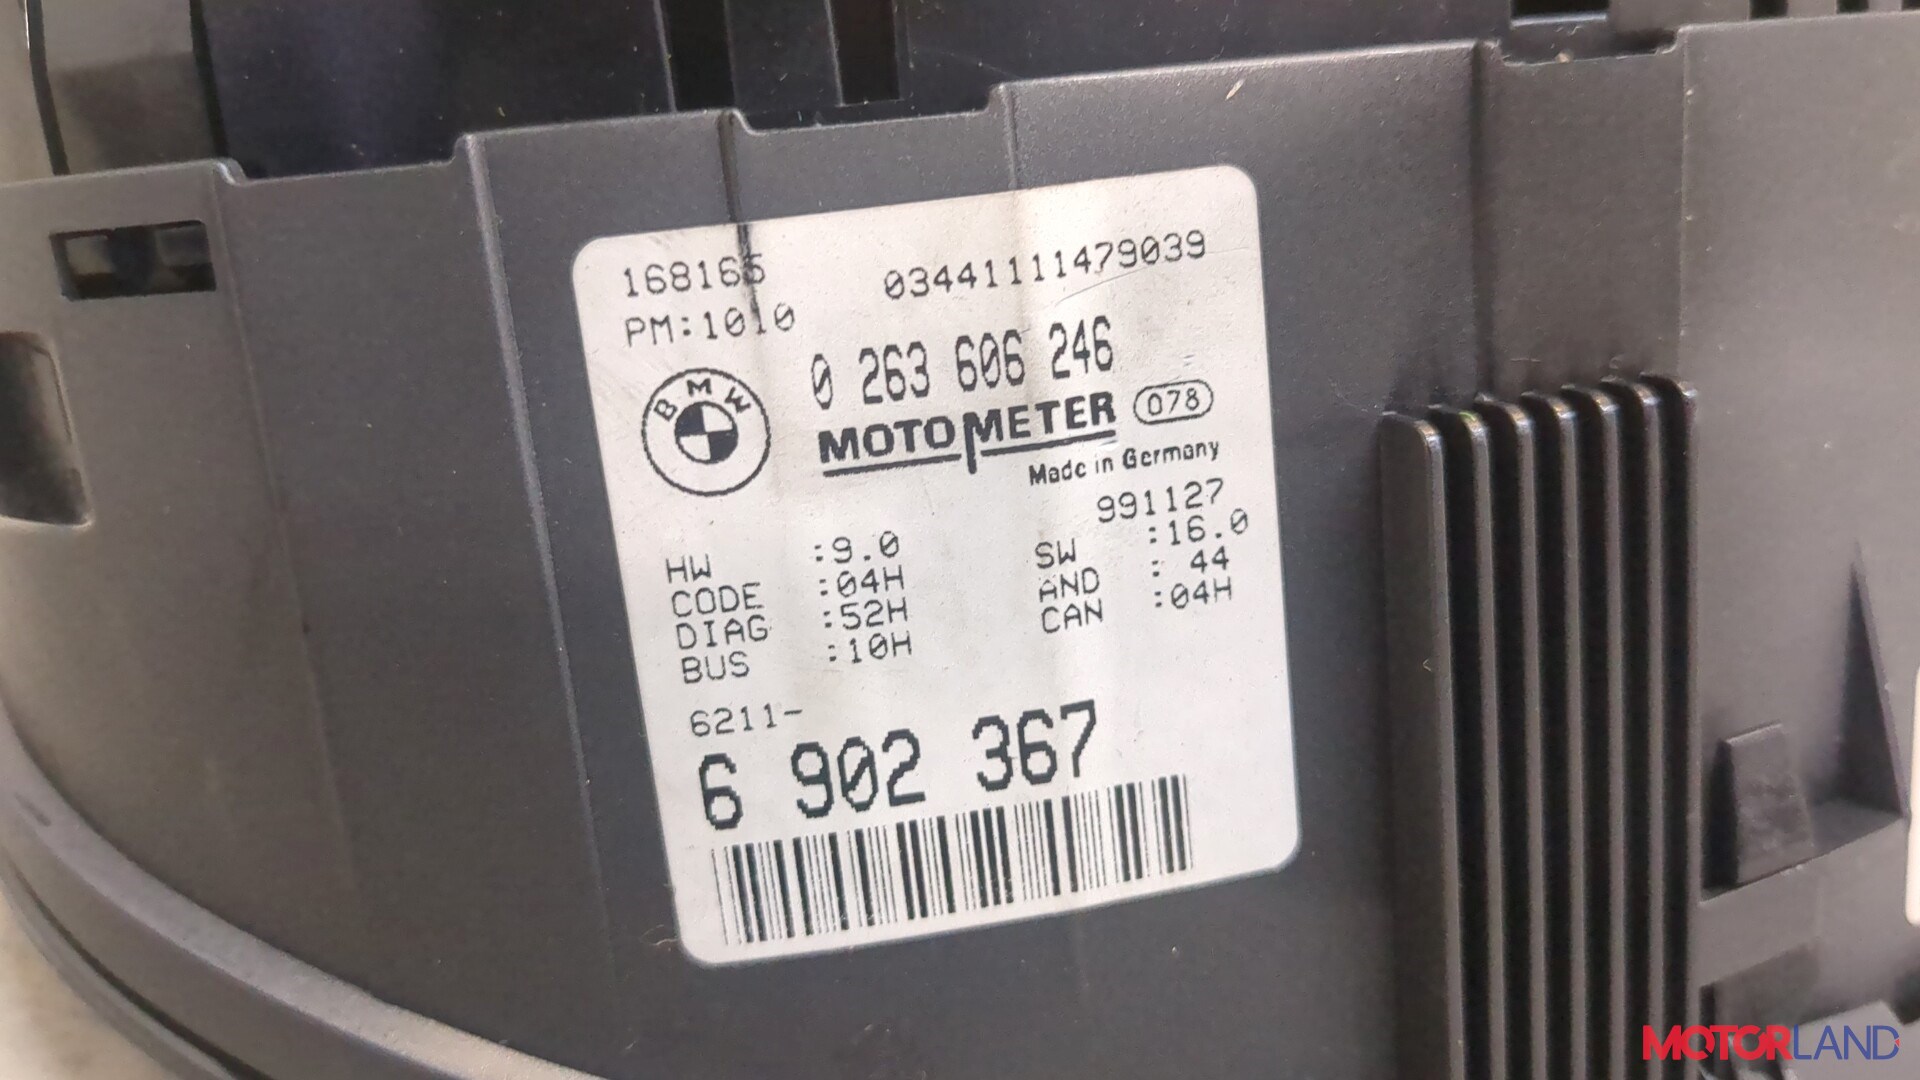 168165 03441111479039
PM:1010
0 263 606 246
BMW
MOTOMETER 078
Made in Germany
991127
HW :9.0 SW :16.0
CODE :04H AND : 44
DIAG :52H CAN :04H
BUS :10H
6211-
6 902 367
MOTORLAND